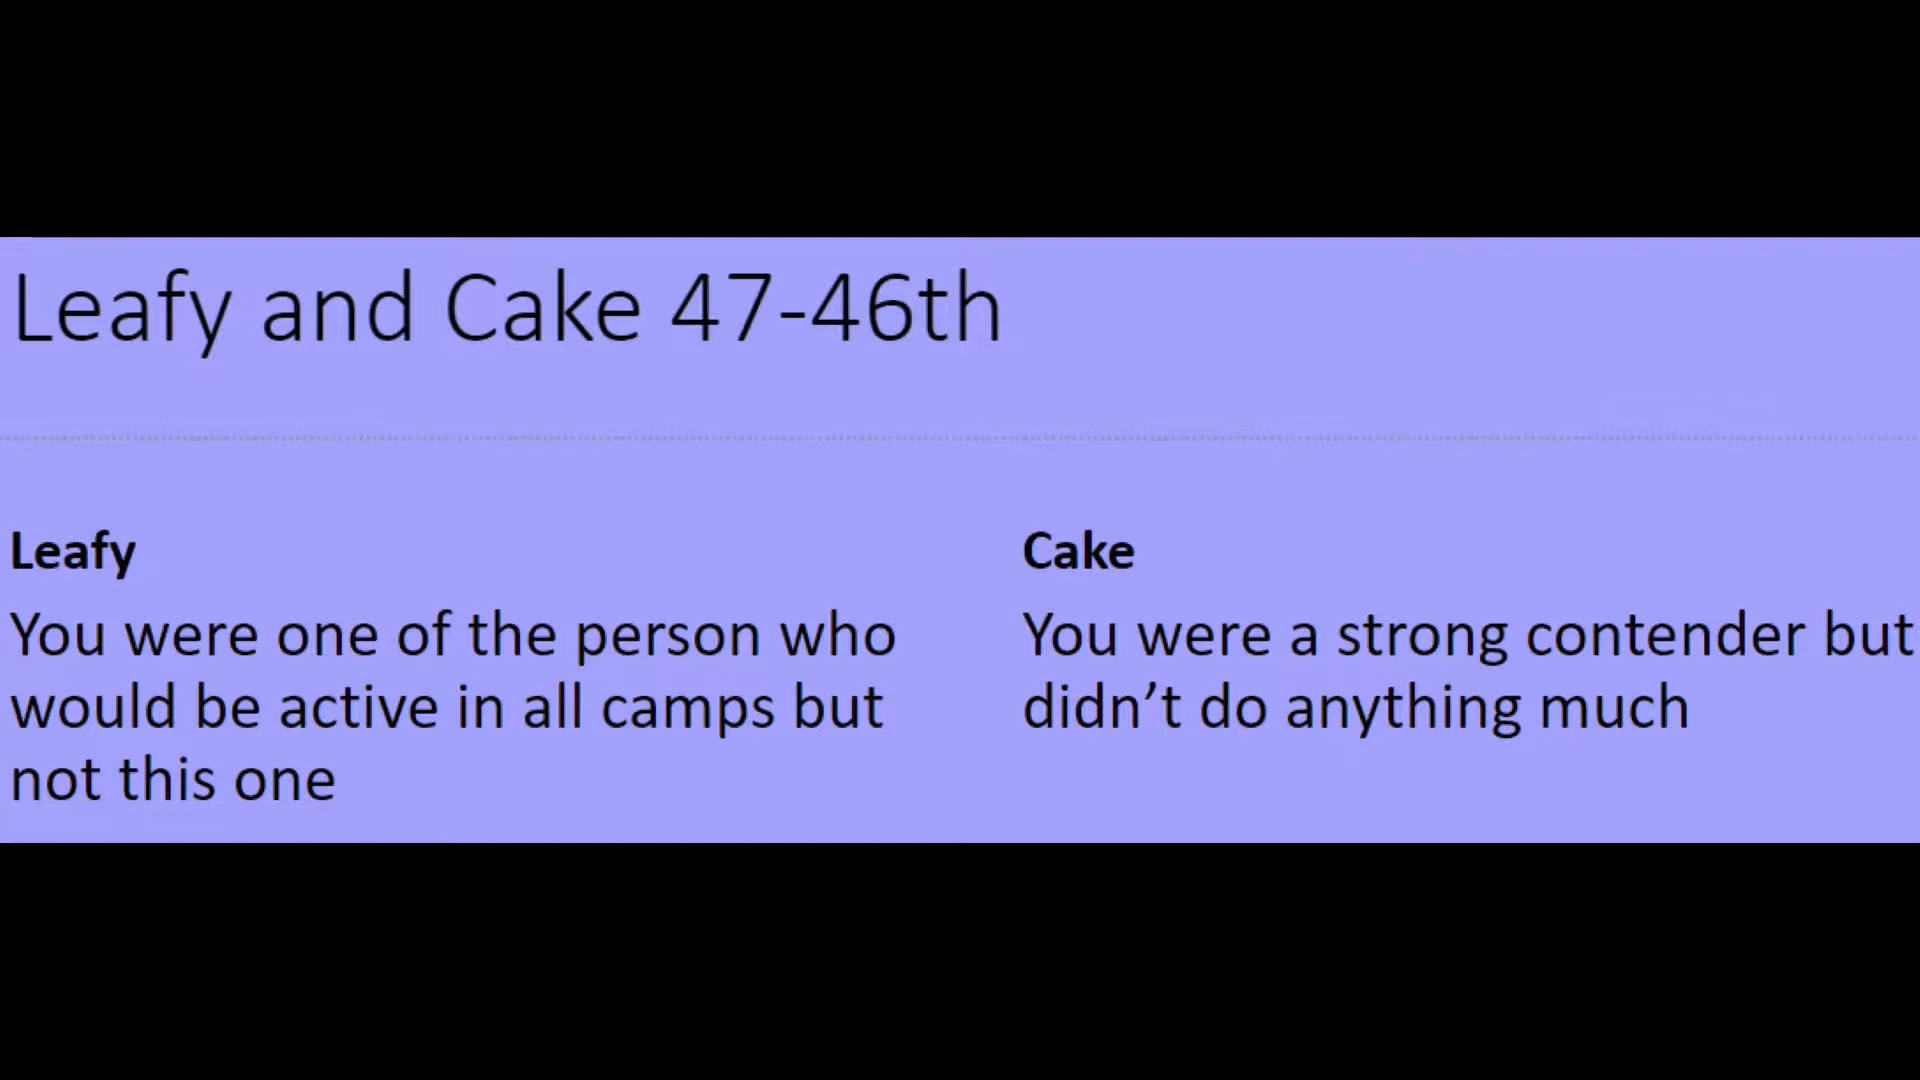 Leafy and Cake 47-46th
Leafy
You were one of the person who
would be active in all camps but
not this one
Cake
You were a strong contender but
didn’t do anything much